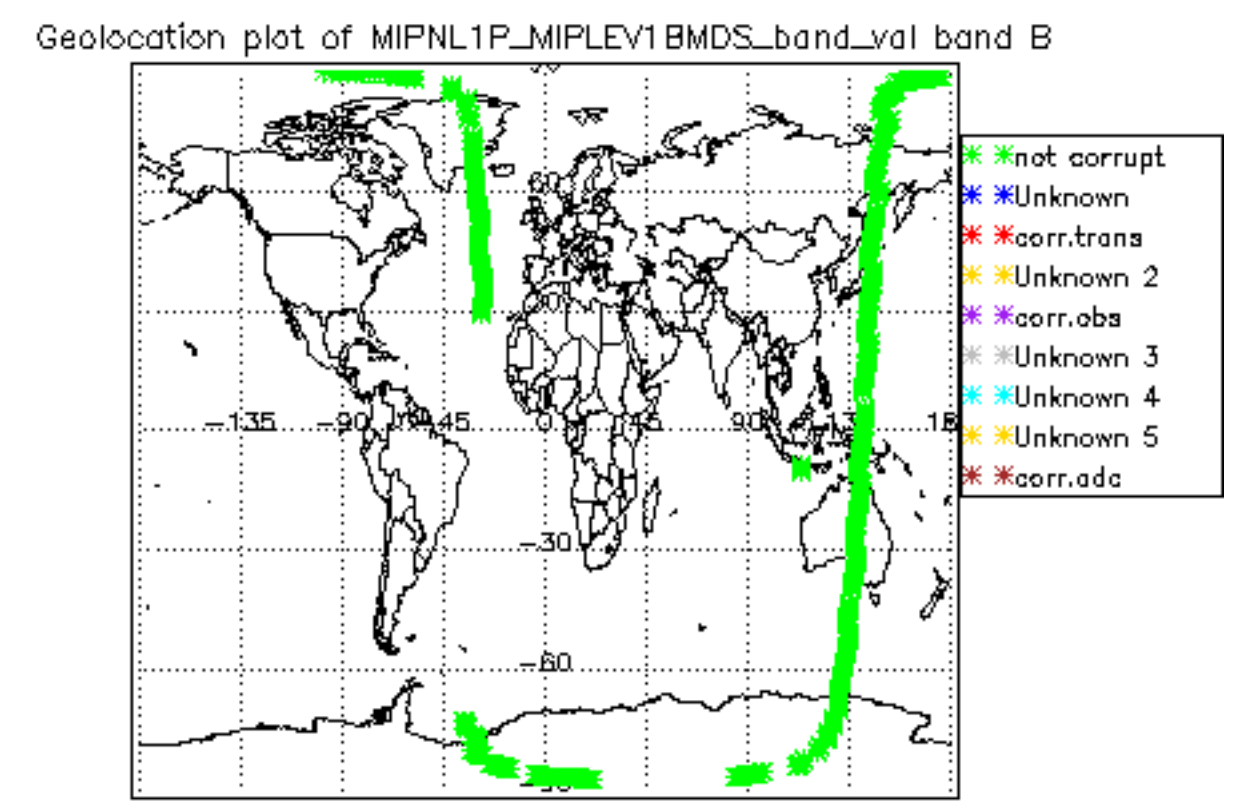 Geolocation plot of MIPNL1P_MIPLEV1BMDS_band_val band B
not corrupt
Unknown
corr.trans
Unknown 2
corr.obs
Unknown 3
Unknown 4
Unknown 5
corr.adc
60
-135 -90 45 0 45 90
-30
-60